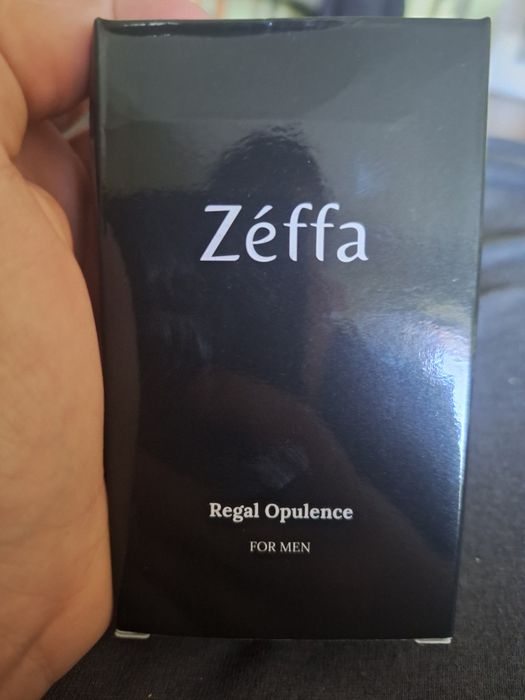 Zéffa
Regal Opulence
FOR MEN